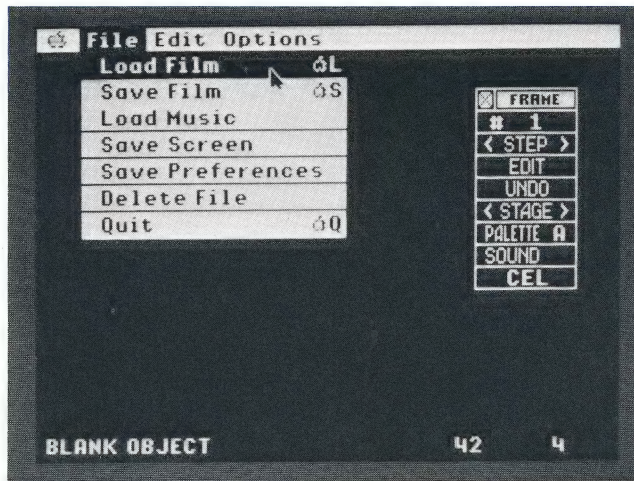 File Edit Options
Load Film L
Save Film S
Load Music
Save Screen
Save Preferences
Delete File
Quit Q
FRAME
# 1
< STEP >
EDIT
UNDO
< STAGE >
PALETTE A
SOUND
CEL
BLANK OBJECT 42 4